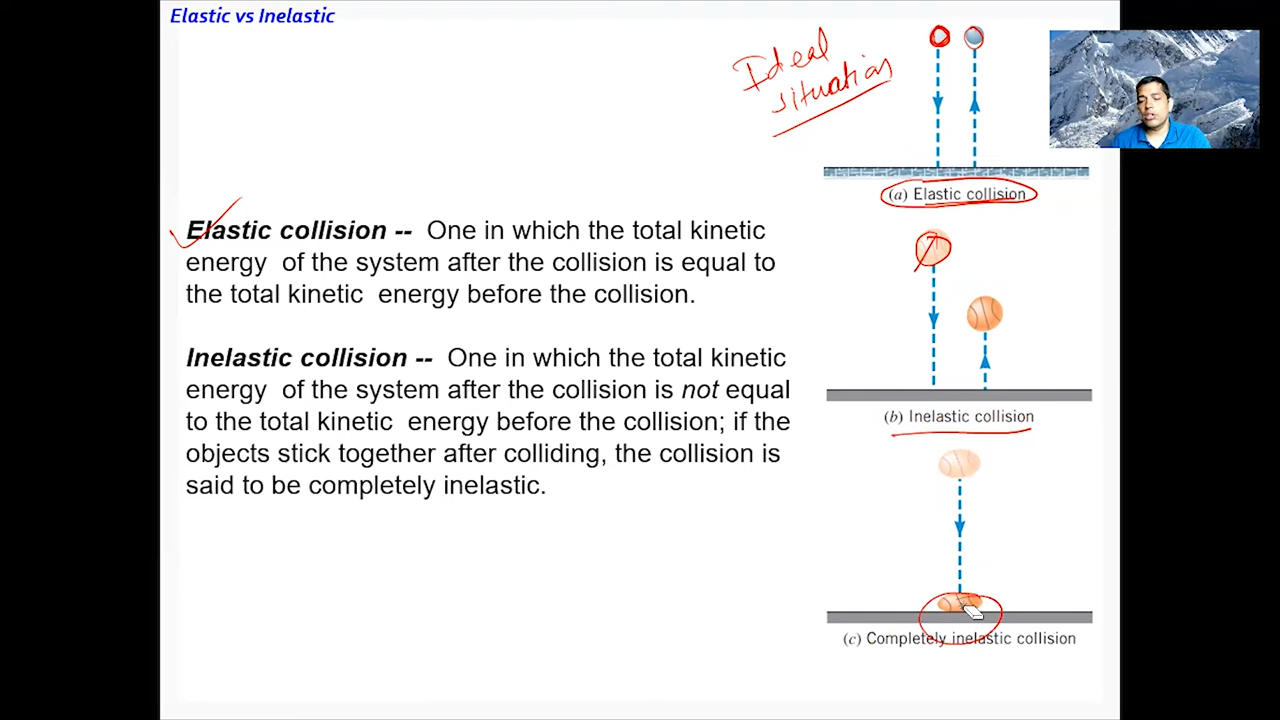 Elastic vs Inelastic
Ideal
situation
(a) Elastic collision
Elastic collision -- One in which the total kinetic
energy of the system after the collision is equal to
the total kinetic energy before the collision.
Inelastic collision -- One in which the total kinetic
energy of the system after the collision is not equal
to the total kinetic energy before the collision; if the
objects stick together after colliding, the collision is
said to be completely inelastic.
(b) Inelastic collision
(c) Completely inelastic collision